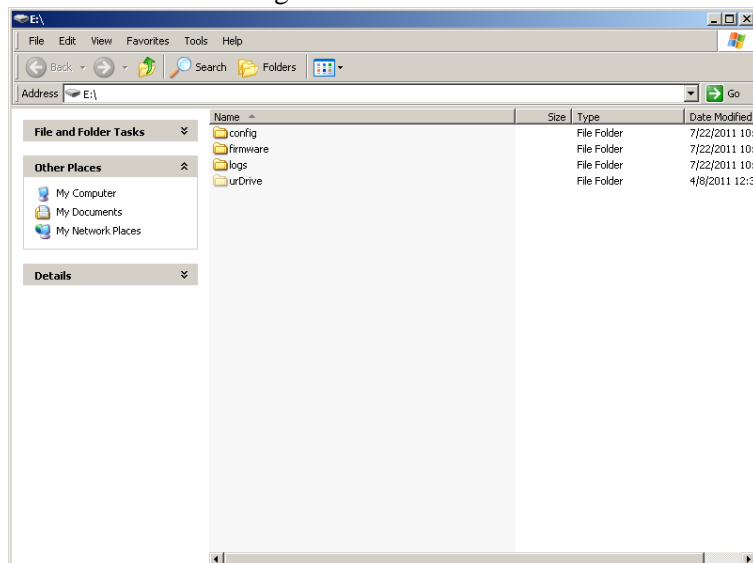 E:\
File Edit View Favorites Tools Help
Back Search Folders
Address E:\ Go
Name Size Type Date Modified
File and Folder Tasks
config File Folder 7/22/2011 10:
firmware File Folder 7/22/2011 10:
logs File Folder 7/22/2011 10:
urDrive File Folder 4/8/2011 12:3
Other Places
My Computer
My Documents
My Network Places
Details